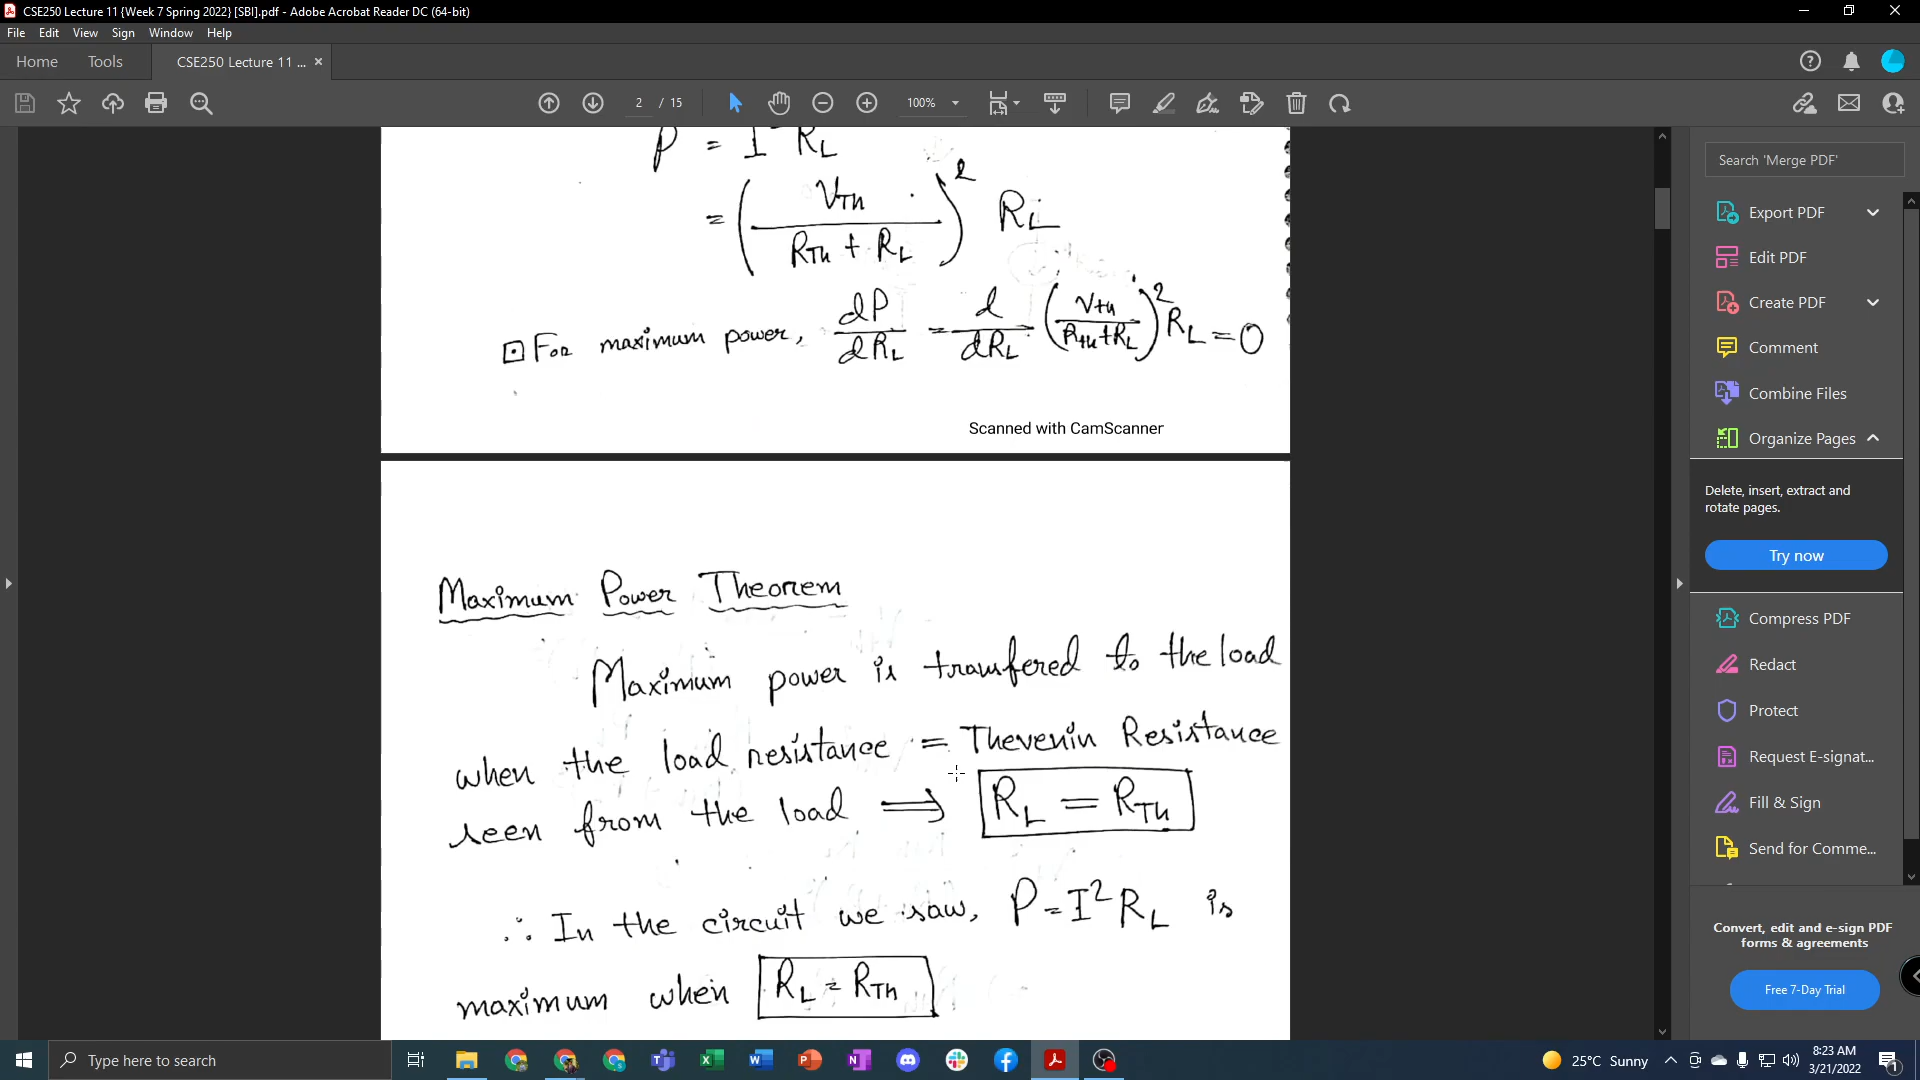 CSE250 Lecture 11 {Week 7 Spring 2022} [SBI].pdf - Adobe Acrobat Reader DC (64-bit)
File Edit View Sign Window Help
Home Tools CSE250 Lecture 11 ... ×
2 / 15 100%
P = I² RL
= (VTh / (RTh + RL))² RL
⊡ For maximum power, dP/dRL = d/dRL (Vth / (Rth+RL))² RL = 0
Scanned with CamScanner
Maximum Power Theorem
Maximum power is transfered to the load
when the load resistance = Thevenin Resistance
seen from the load ⟹ RL = RTh
∴ In the circuit we saw, P = I² RL is
maximum when RL = RTh
Search 'Merge PDF'
Export PDF
Edit PDF
Create PDF
Comment
Combine Files
Organize Pages
Delete, insert, extract and
rotate pages.
Try now
Compress PDF
Redact
Protect
Request E-signat...
Fill & Sign
Send for Comme...
Convert, edit and e-sign PDF
forms & agreements
Free 7-Day Trial
Type here to search
25°C Sunny
8:23 AM
3/21/2022
1